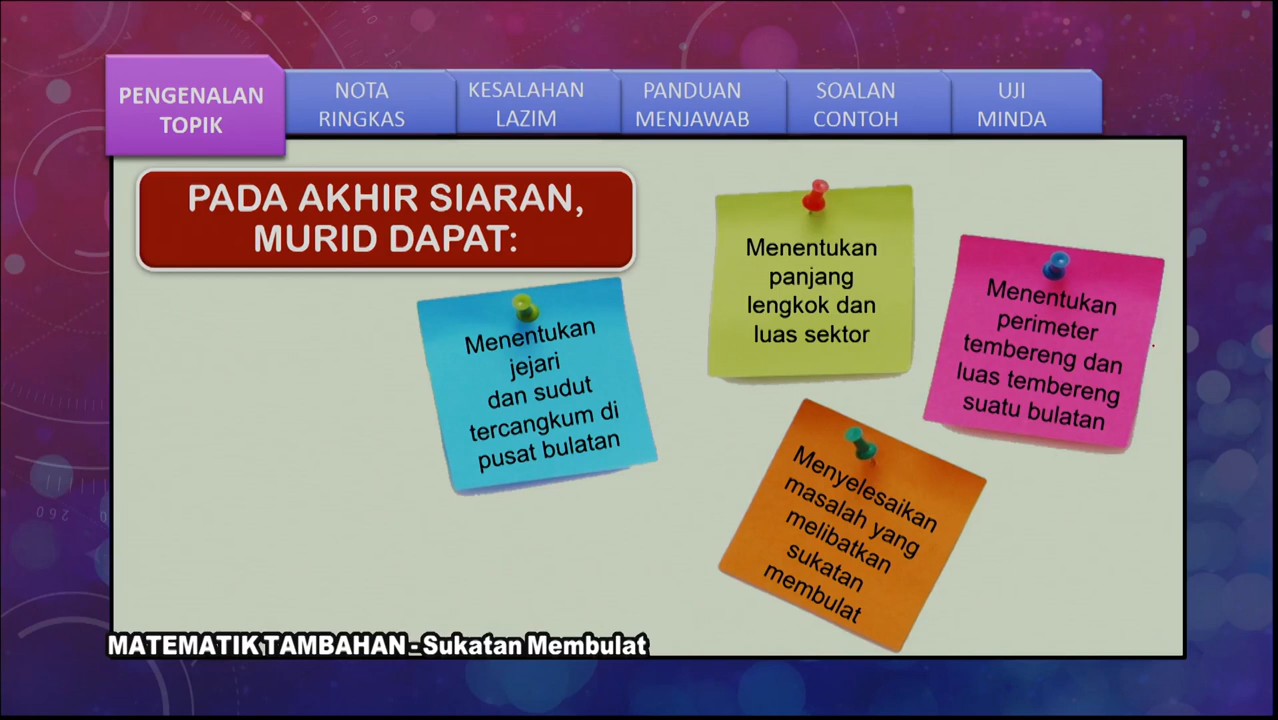 PENGENALAN
TOPIK
NOTA
RINGKAS
KESALAHAN
LAZIM
PANDUAN
MENJAWAB
SOALAN
CONTOH
UJI
MINDA
PADA AKHIR SIARAN,
MURID DAPAT:
Menentukan
jejari
dan sudut
tercangkum di
pusat bulatan
Menentukan
panjang
lengkok dan
luas sektor
Menentukan
perimeter
tembereng dan
luas tembereng
suatu bulatan
Menyelesaikan
masalah yang
melibatkan
sukatan
membulat
260
MATEMATIK TAMBAHAN - Sukatan Membulat